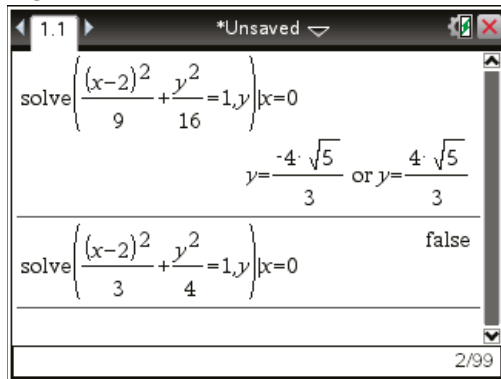 1.1 *Unsaved
solve((x-2)^2/9+y^2/16=1,y)|x=0
y=-4·√5/3 or y=4·√5/3
solve((x-2)^2/3+y^2/4=1,y)|x=0 false
2/99